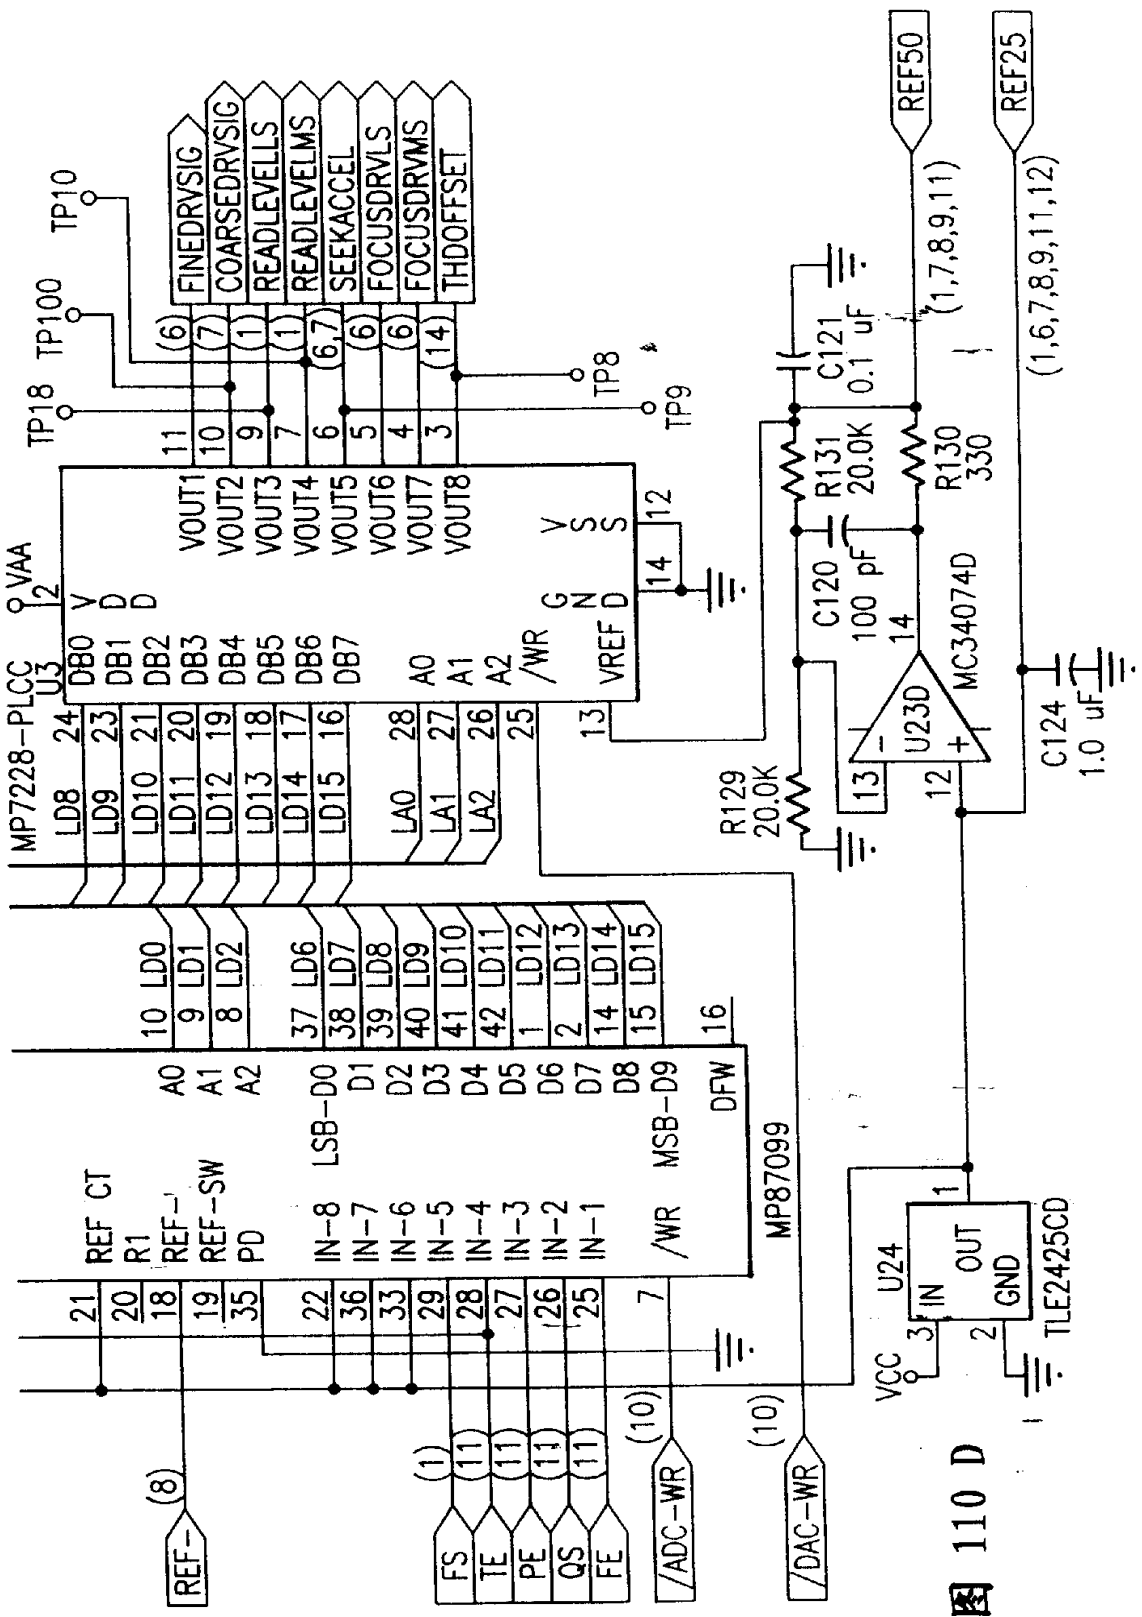 REF-
(8)
21
REF CT
20
R1
18
REF-
19
REF-SW
35
PD
A0
10
LD0
A1
9
LD1
A2
8
LD2
FS
(1)
TE
(11)
PE
(11)
QS
(11)
FE
(11)
22
IN-8
36
IN-7
33
IN-6
29
IN-5
28
IN-4
27
IN-3
26
IN-2
25
IN-1
LSB-D0
37
LD6
D1
38
LD7
D2
39
LD8
D3
40
LD9
D4
41
LD10
D5
42
LD11
D6
1
LD12
D7
2
LD13
D8
14
LD14
MSB-D9
15
LD15
/ADC-WR
(10)
7
/WR
DFW
16
MP87099
/DAC-WR
(10)
MP7228-PLCC
U3
VAA
2
VDD
LD8
24
DB0
LD9
23
DB1
LD10
21
DB2
LD11
20
DB3
LD12
19
DB4
LD13
18
DB5
LD14
17
DB6
LD15
16
DB7
LA0
28
A0
LA1
27
A1
LA2
26
A2
25
/WR
13
VREF
GND
14
VSS
12
VOUT1
11
(6)
FINEDRVSIG
VOUT2
10
(7)
COARSEDRVSIG
VOUT3
9
(1)
READLEVELLS
VOUT4
7
(1)
READLEVELMS
VOUT5
6
(6,7)
SEEKACCEL
VOUT6
5
(6)
FOCUSDRVLS
VOUT7
4
(6)
FOCUSDRVMS
VOUT8
3
(14)
THDOFFSET
TP18
TP100
TP10
TP8
TP9
R129
20.0K
C120
100 pF
R131
20.0K
C121
0.1 uF
13
-
12
+
U23D
14
MC34074D
R130
330
(1,7,8,9,11)
REF50
C124
1.0 uF
(1,6,7,8,9,11,12)
REF25
VCC
3
IN
U24
OUT
1
2
GND
TLE2425CD
图 110 D